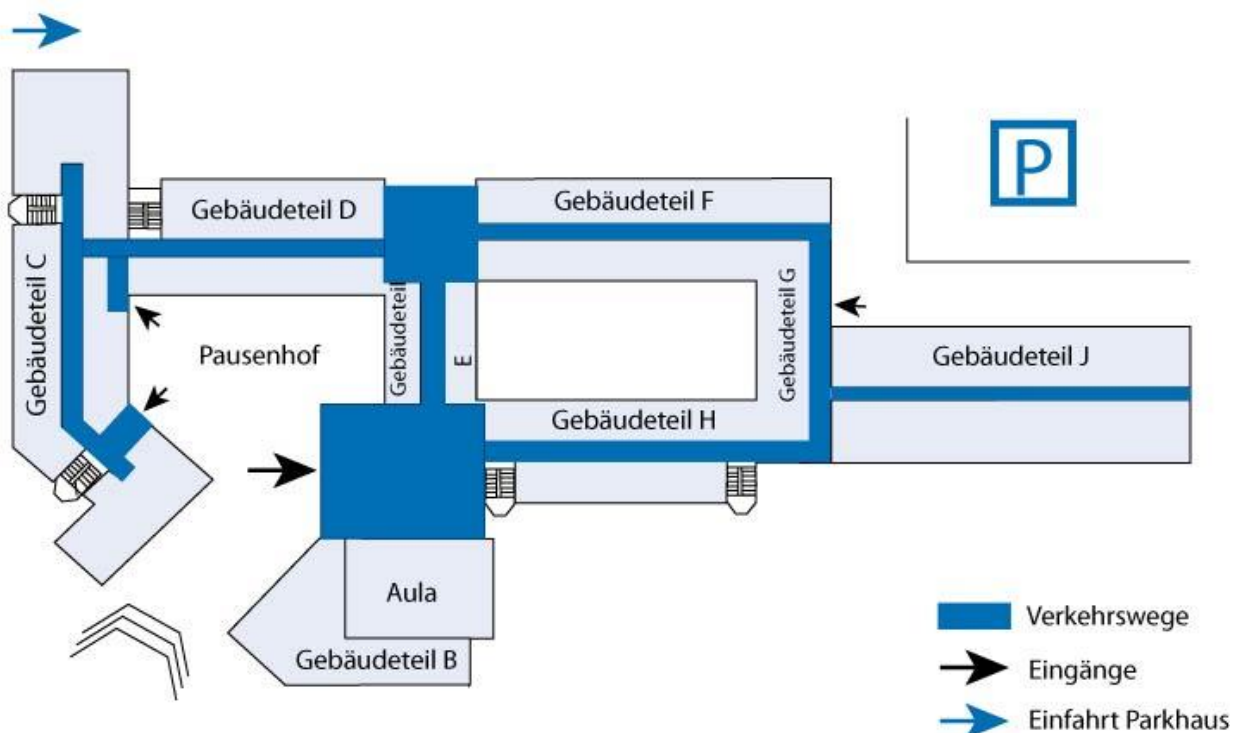 P
Gebäudeteil D
Gebäudeteil F
Gebäudeteil C
Gebäudeteil
E
Gebäudeteil G
Pausenhof
Gebäudeteil J
Gebäudeteil H
Aula
Gebäudeteil B
Verkehrswege
Eingänge
Einfahrt Parkhaus